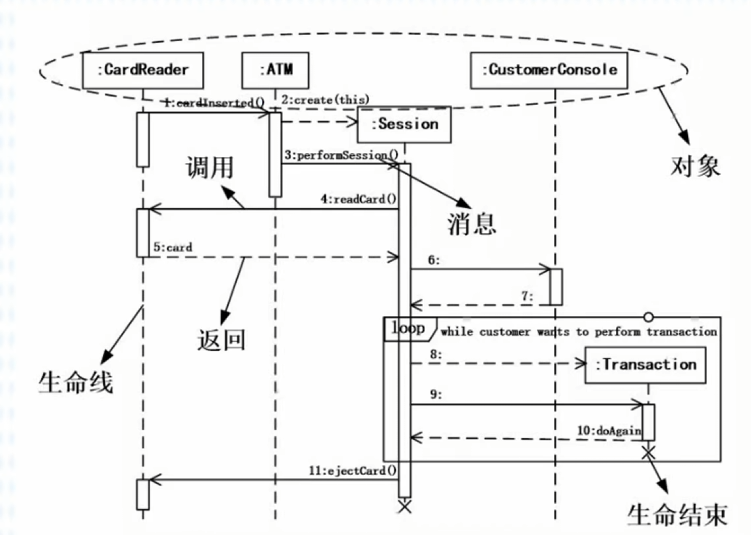 :CardReader
:ATM
:CustomerConsole
1:cardInserted()
2:create(this)
:Session
对象
3:performSession()
调用
4:readCard()
消息
5:card
6:
7:
返回
loop
while customer wants to perform transaction
8:
:Transaction
生命线
9:
10:doAgain
11:ejectCard()
生命结束